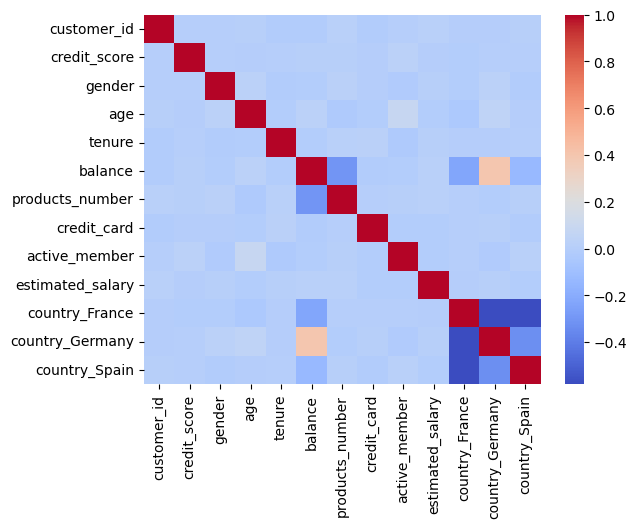 customer_id
credit_score
gender
age
tenure
balance
products_number
credit_card
active_member
estimated_salary
country_France
country_Germany
country_Spain
customer_id
credit_score
gender
age
tenure
balance
products_number
credit_card
active_member
estimated_salary
country_France
country_Germany
country_Spain
1.0
0.8
0.6
0.4
0.2
0.0
−0.2
−0.4